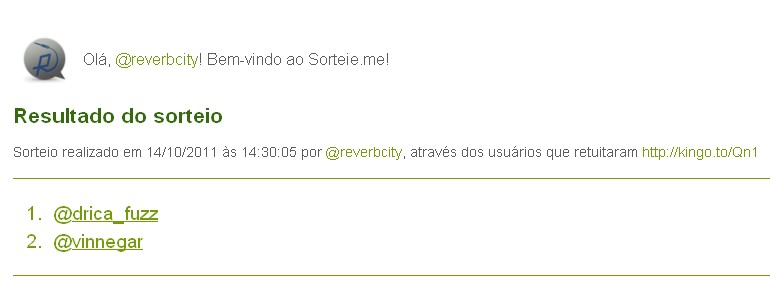 Olá, @reverbcity! Bem-vindo ao Sorteie.me!
Resultado do sorteio
Sorteio realizado em 14/10/2011 às 14:30:05 por @reverbcity, através dos usuários que retuitaram http://kingo.to/Qn1
1. @drica_fuzz
2. @vinnegar